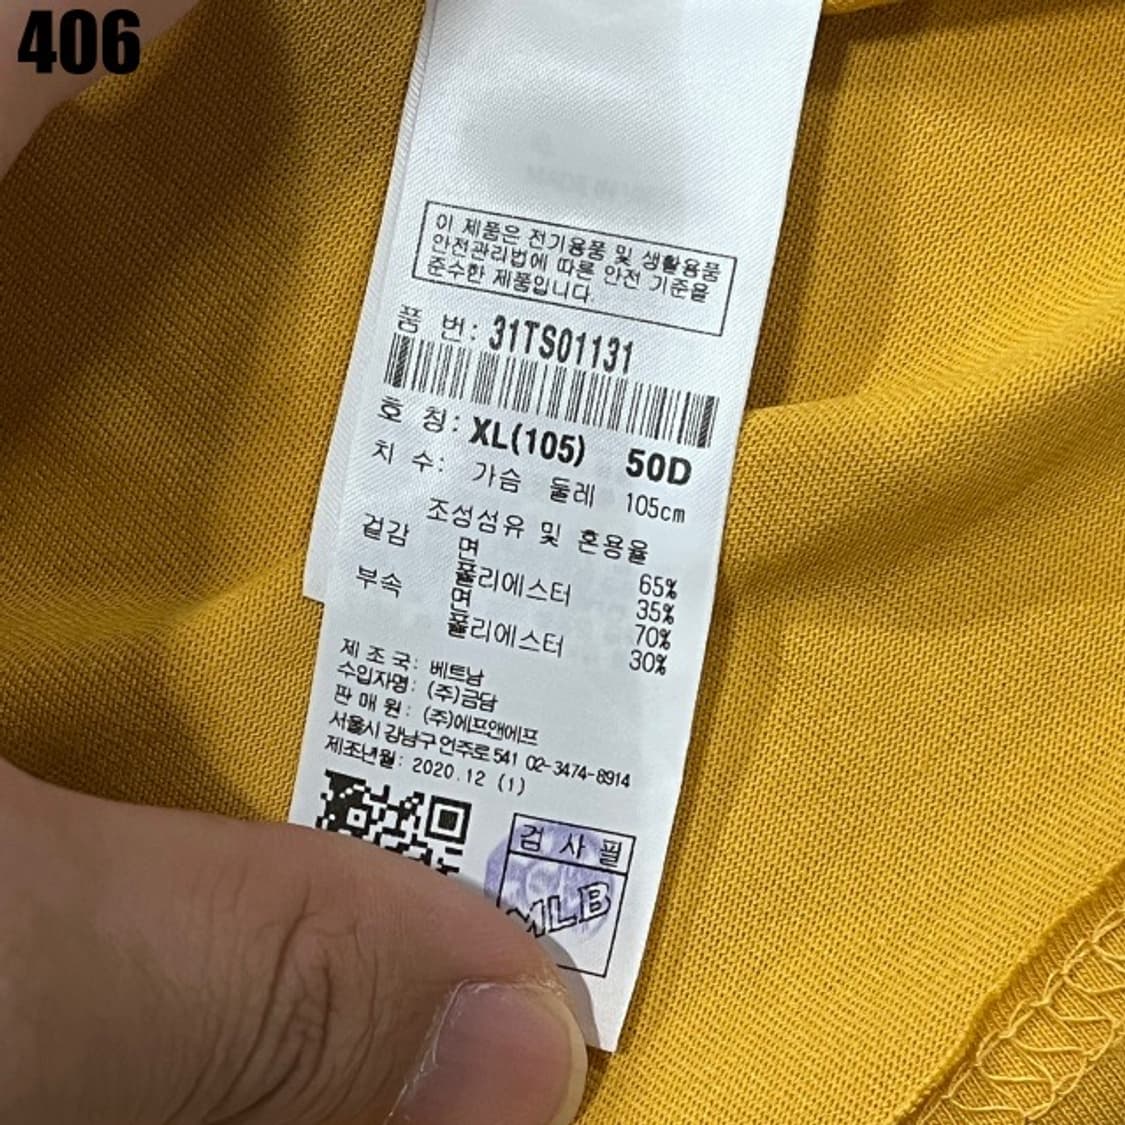 406
이 제품은 전기용품 및 생활용품
안전관리법에 따른 안전 기준을
준수한 제품입니다.
품 번: 31TS01131
호 칭: XL(105) 50D
치 수: 가슴 둘레 105cm
조성섬유 및 혼용율
겉감 면 65%
폴리에스터 35%
부속 면 70%
폴리에스터 30%
제 조 국: 베트남
수입자명: (주)금담
판 매 원: (주)에프앤에프
서울시 강남구 언주로 541 02-3474-8914
제조년월: 2020.12 (1)
검 사 필
MLB